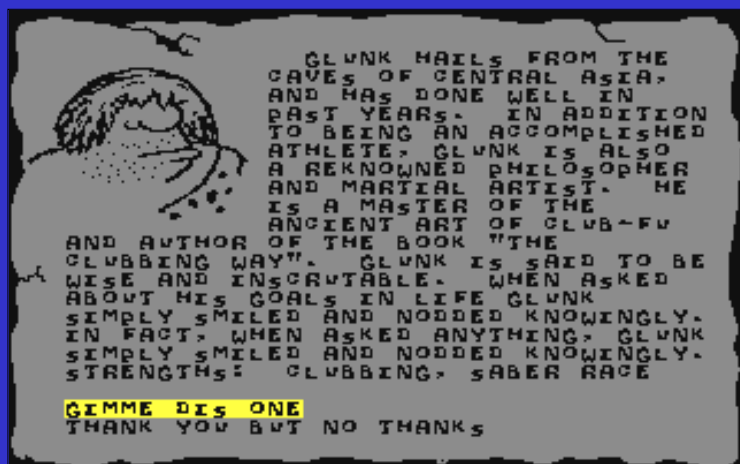 GLUNK HAILS FROM THE
CAVES OF CENTRAL ASIA,
AND HAS DONE WELL IN
PAST YEARS. IN ADDITION
TO BEING AN ACCOMPLISHED
ATHLETE, GLUNK IS ALSO
A REKNOWNED PHILOSOPHER
AND MARTIAL ARTIST. HE
IS A MASTER OF THE
ANCIENT ART OF CLUB-FU
AND AUTHOR OF THE BOOK "THE
CLUBBING WAY". GLUNK IS SAID TO BE
WISE AND INSCRUTABLE. WHEN ASKED
ABOUT HIS GOALS IN LIFE GLUNK
SIMPLY SMILED AND NODDED KNOWINGLY.
IN FACT, WHEN ASKED ANYTHING, GLUNK
SIMPLY SMILED AND NODDED KNOWINGLY.
STRENGTHS: CLUBBING, SABER RACE
GIMME DIS ONE
THANK YOU BUT NO THANKS